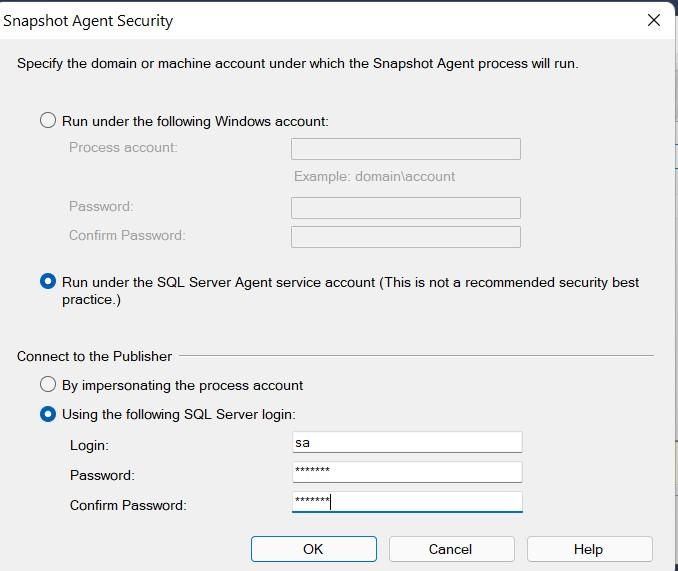 Snapshot Agent Security
Specify the domain or machine account under which the Snapshot Agent process will run.
Run under the following Windows account:
Process account:
Example: domain\account
Password:
Confirm Password:
Run under the SQL Server Agent service account (This is not a recommended security best
practice.)
Connect to the Publisher
By impersonating the process account
Using the following SQL Server login:
Login: sa
Password: *******
Confirm Password: *******
OK Cancel Help